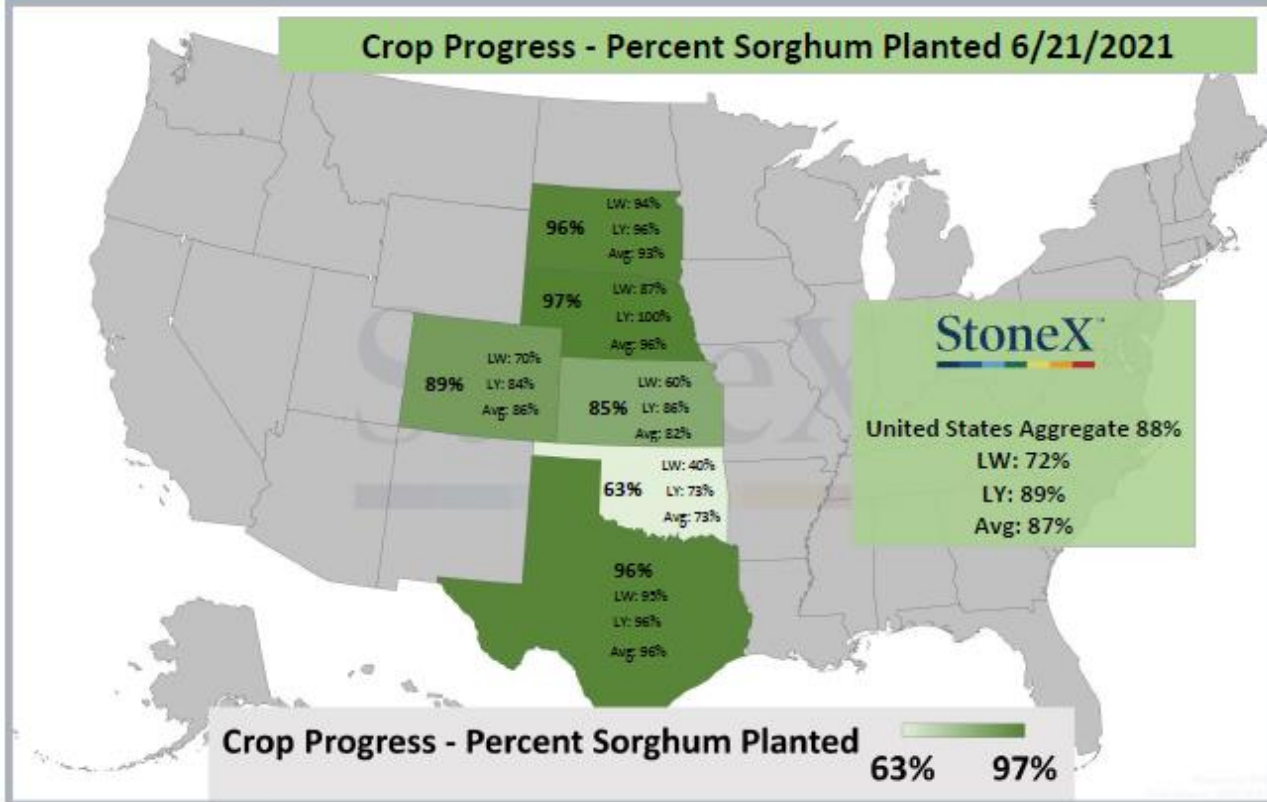 Crop Progress - Percent Sorghum Planted 6/21/2021
96%
LW: 94%
LY: 96%
Avg: 93%
97%
LW: 87%
LY: 100%
Avg: 96%
89%
LW: 70%
LY: 84%
Avg: 86%
85%
LW: 60%
LY: 86%
Avg: 82%
63%
LW: 40%
LY: 73%
Avg: 73%
96%
LW: 95%
LY: 96%
Avg: 96%
StoneX™
United States Aggregate 88%
LW: 72%
LY: 89%
Avg: 87%
StoneX
Crop Progress - Percent Sorghum Planted
63% 97%